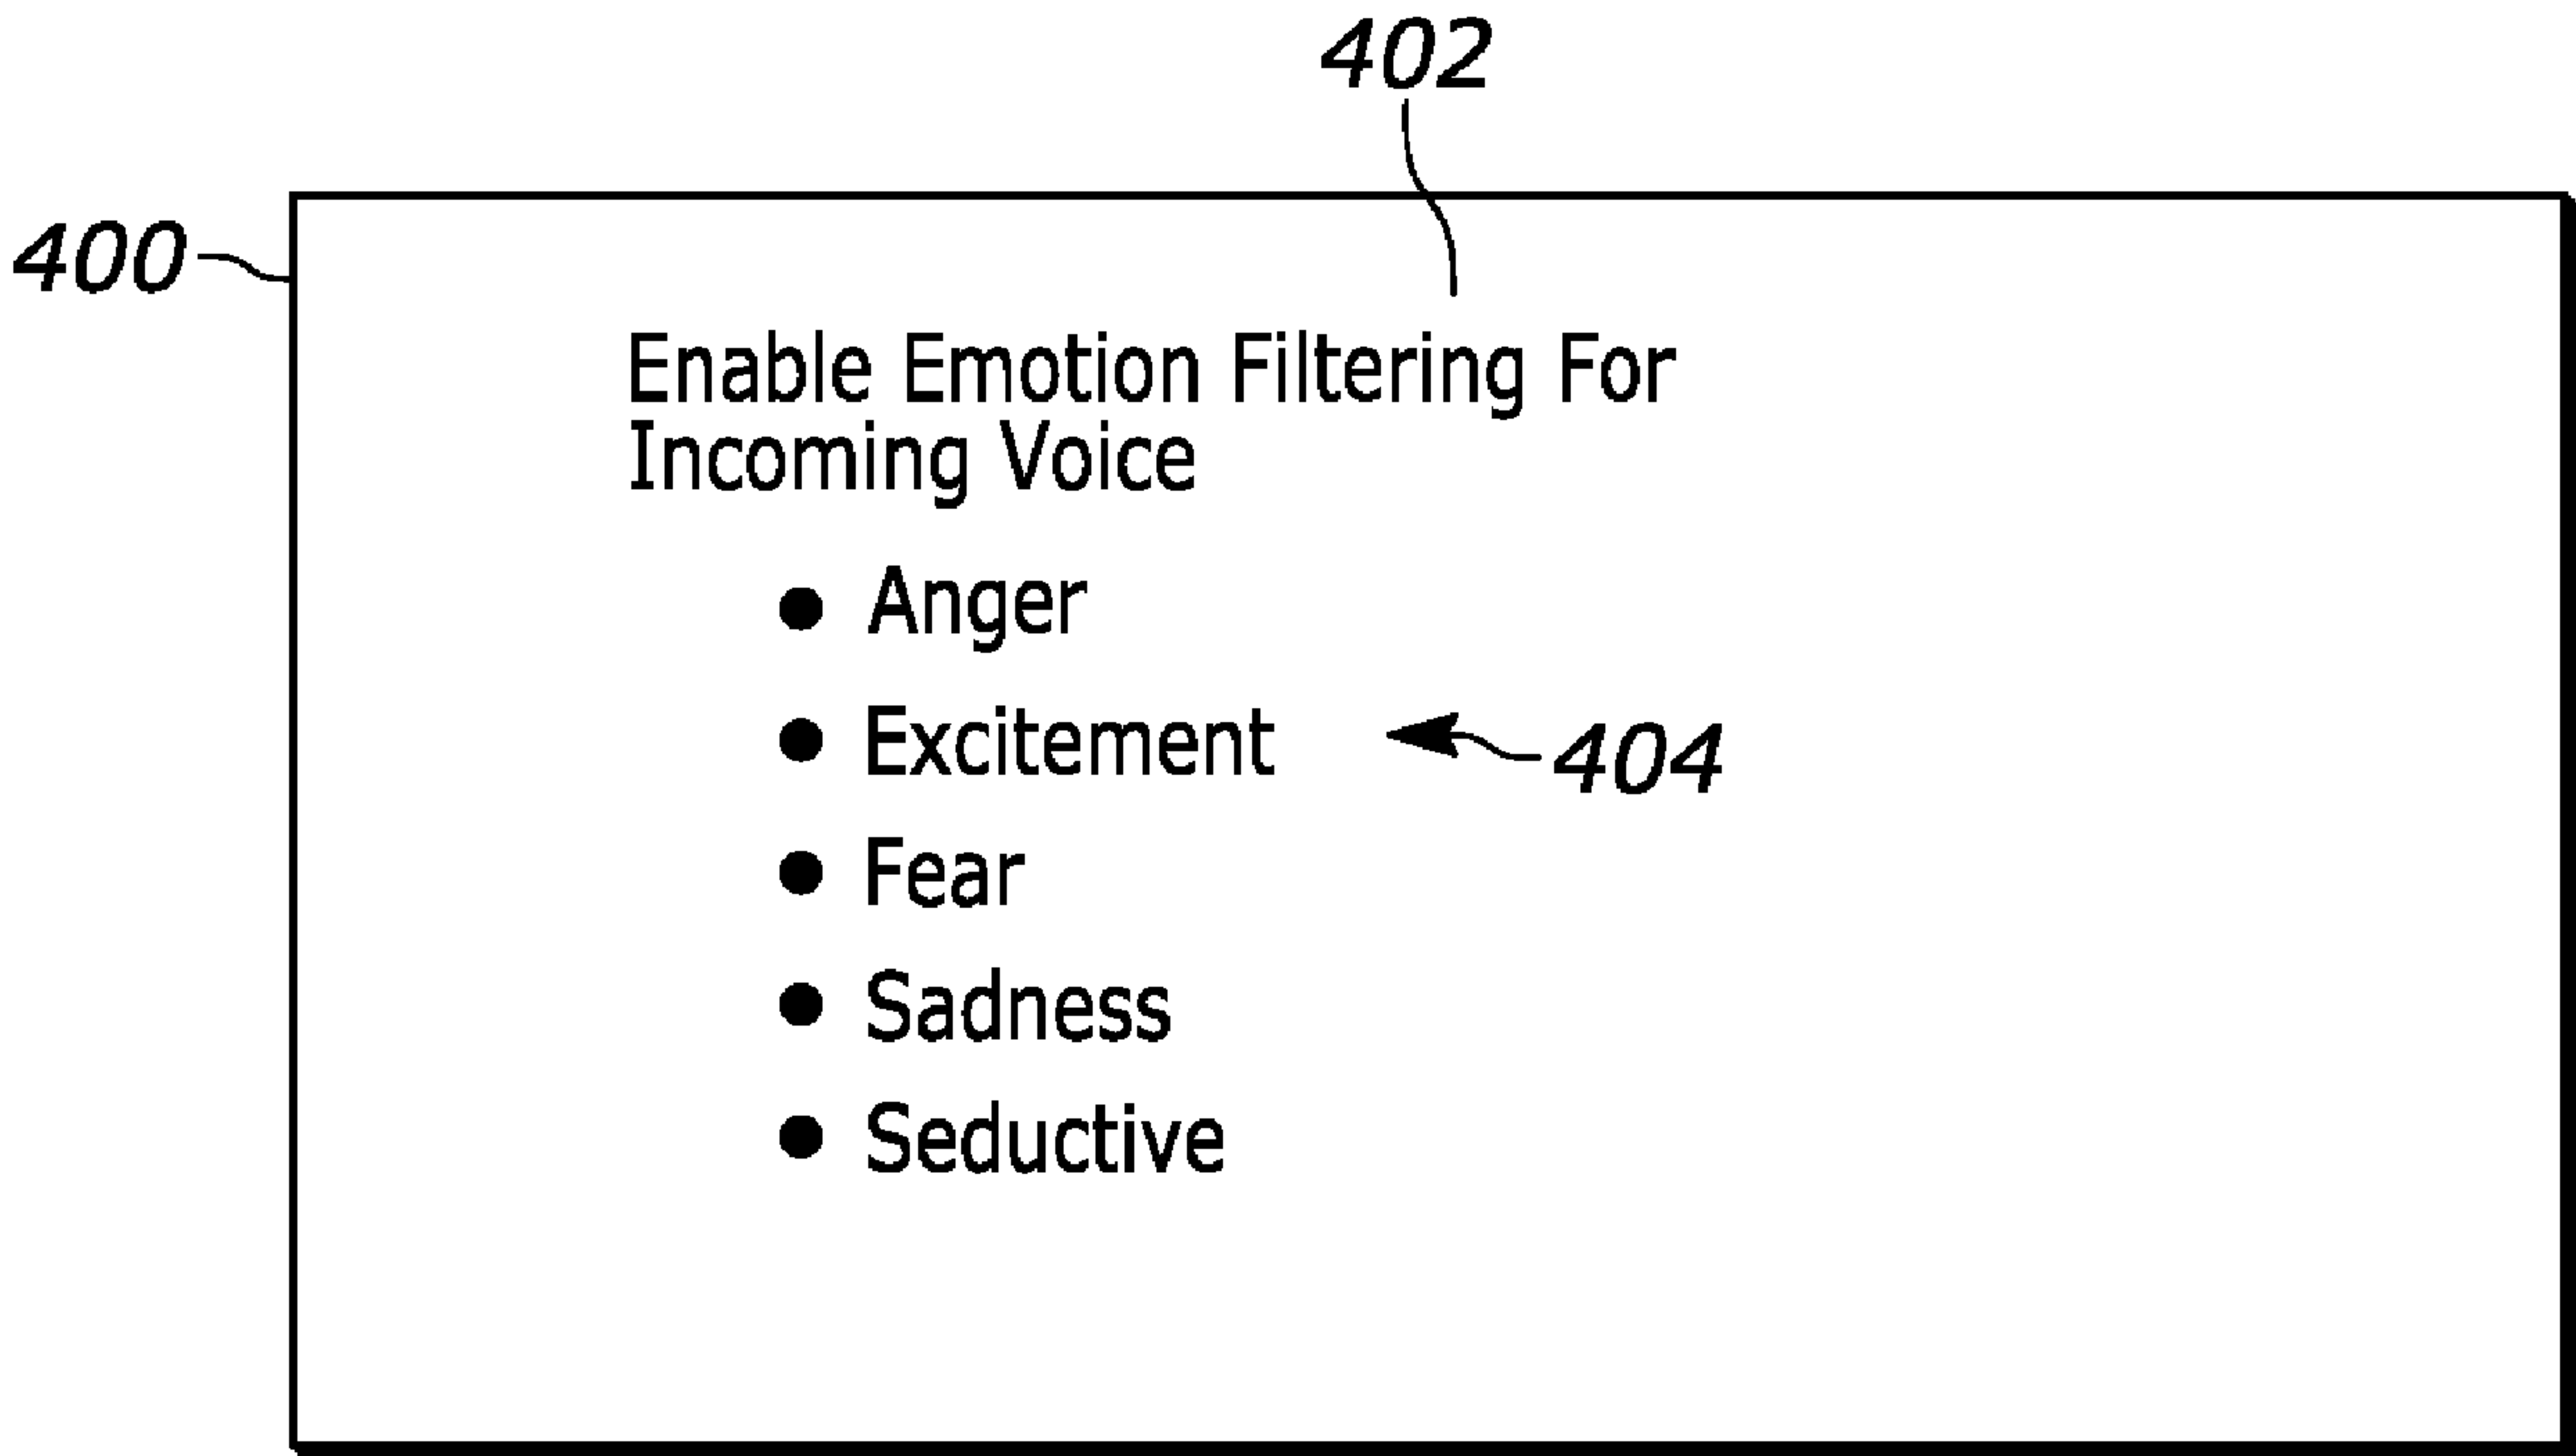 402
400
Enable Emotion Filtering For
Incoming Voice
● Anger
● Excitement
404
● Fear
● Sadness
● Seductive